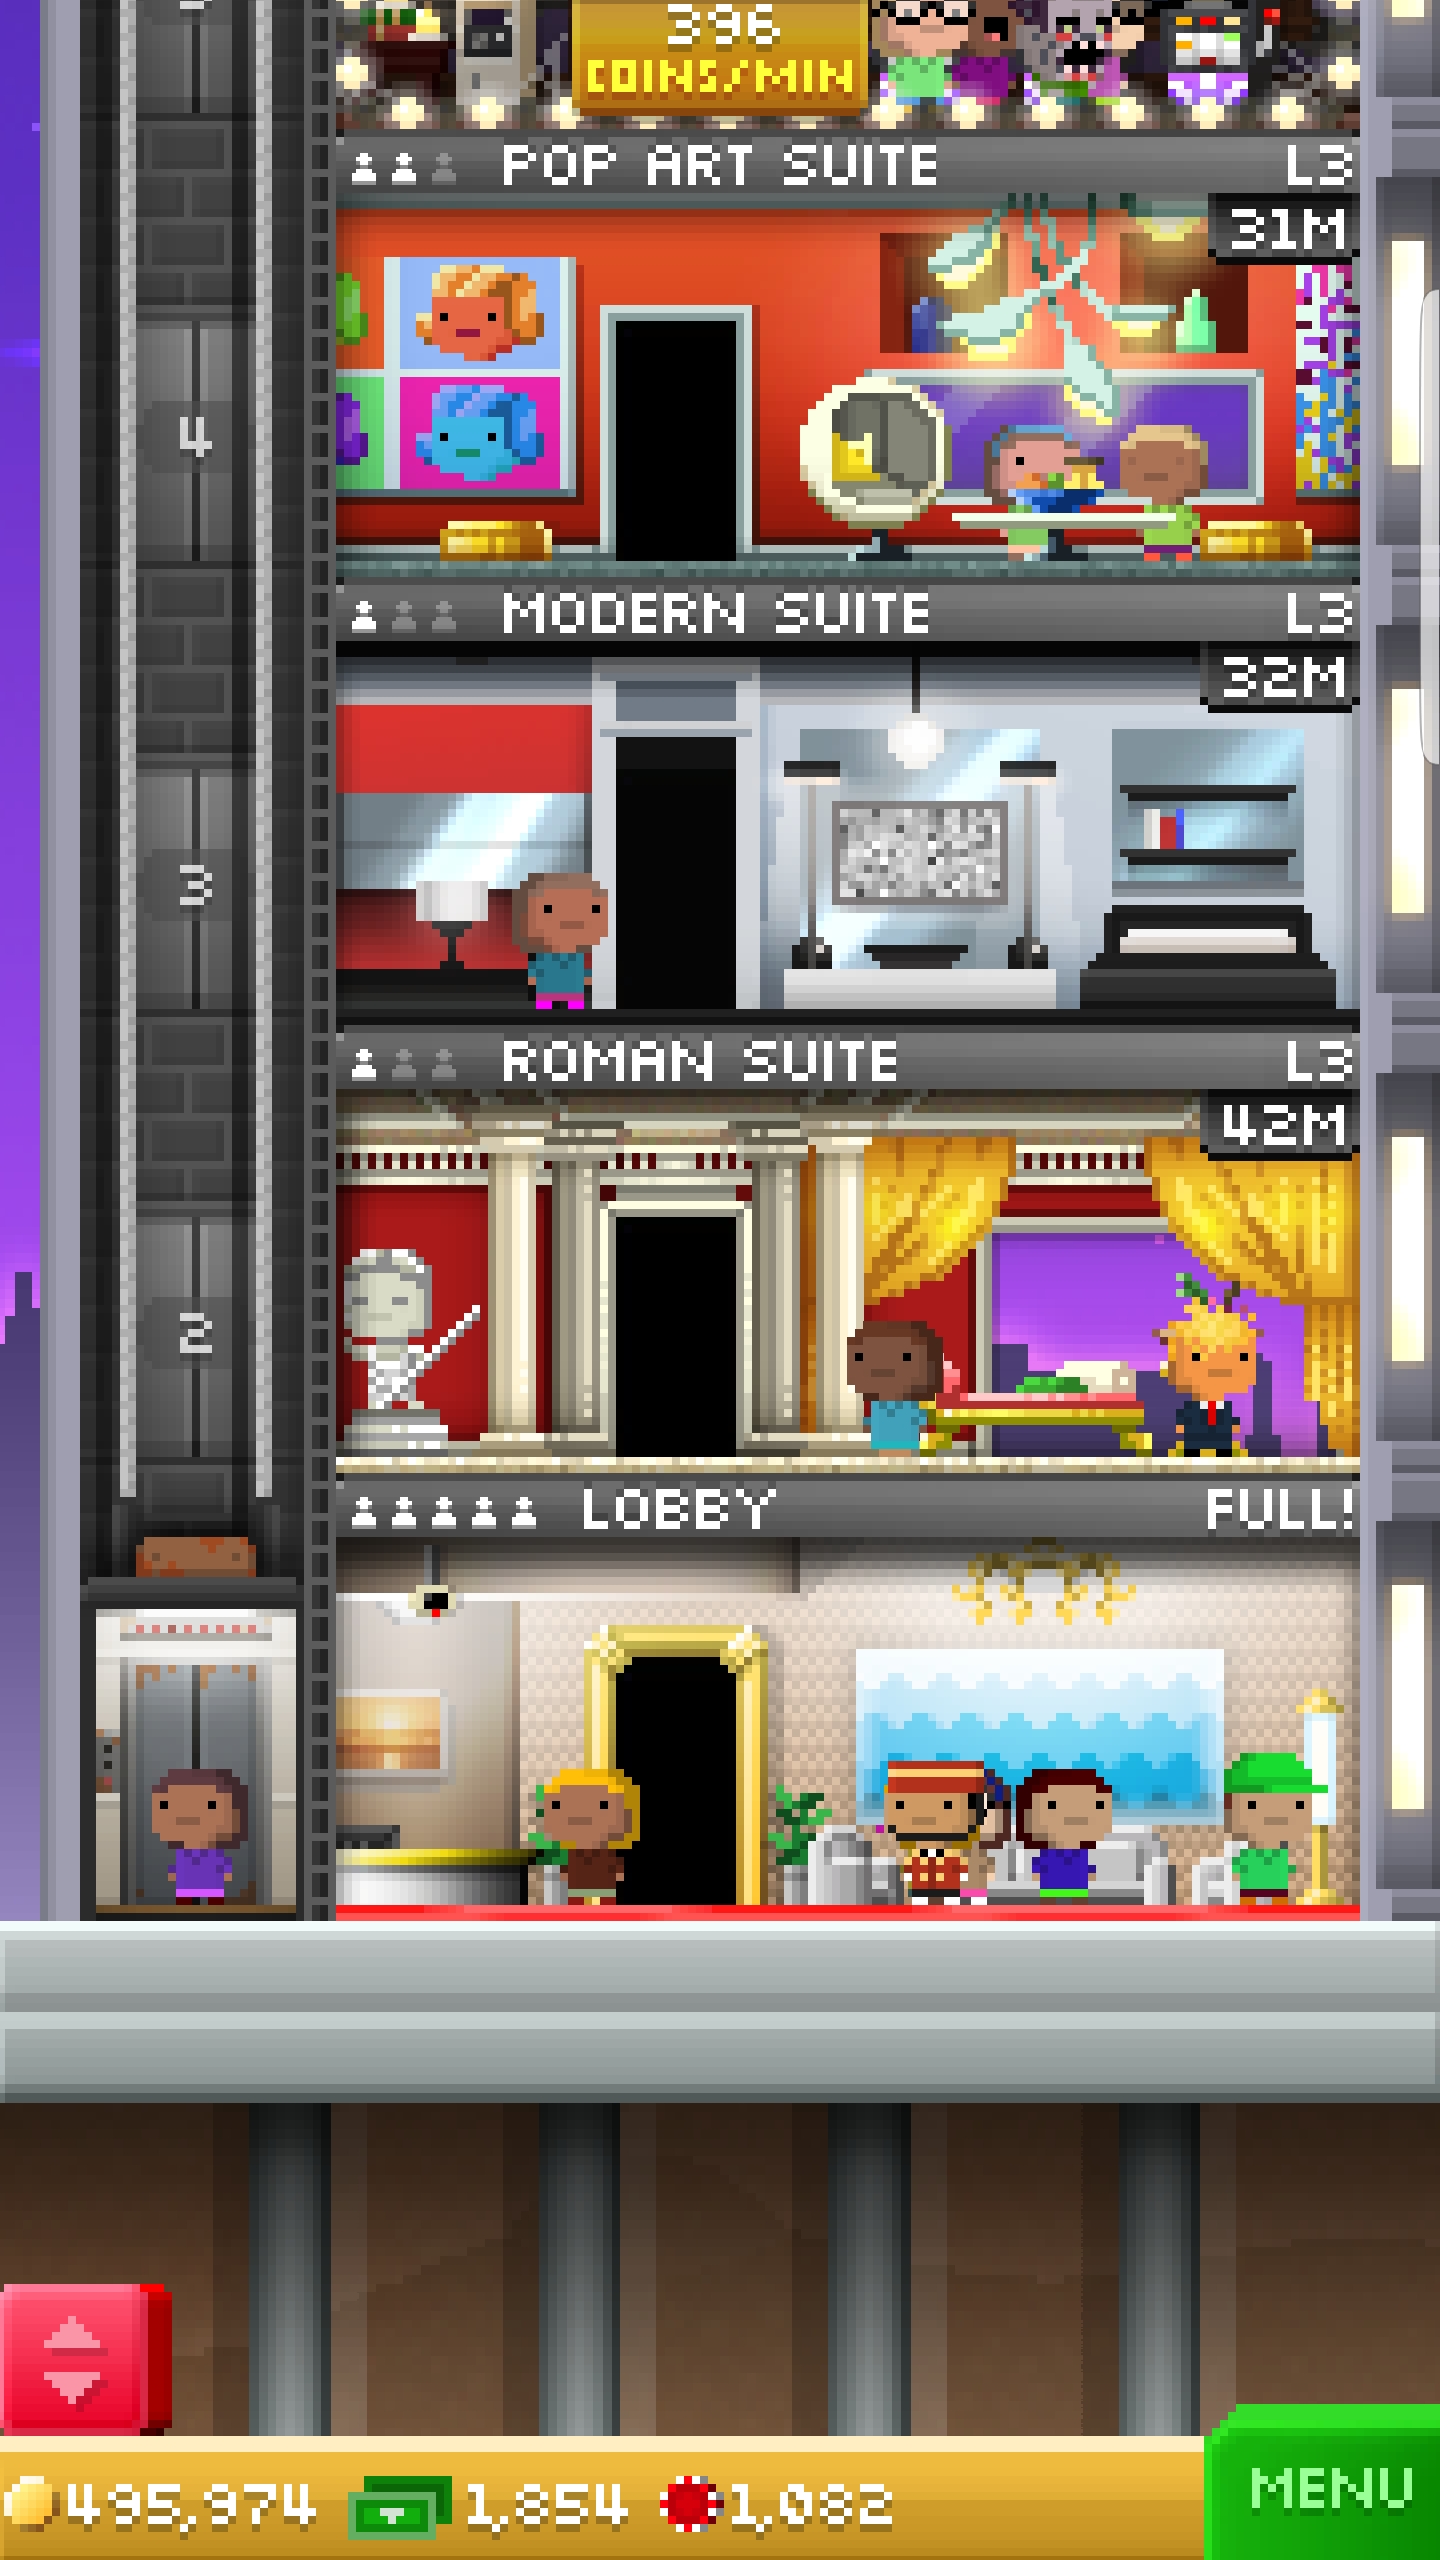 396
COINS/MIN
POP ART SUITE L3
31M
4
MODERN SUITE L3
32M
3
ROMAN SUITE L3
42M
2
LOBBY FULL!
495,974 1,854 1,082
MENU